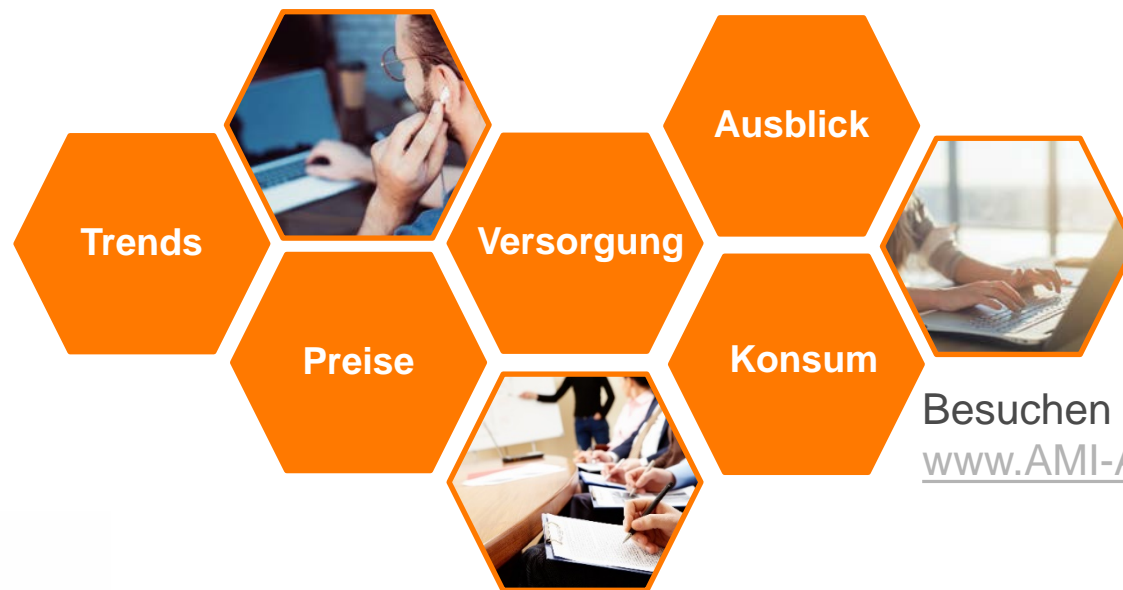 Ausblick
Trends
Versorgung
Preise
Konsum
Besuchen
www.AMI-